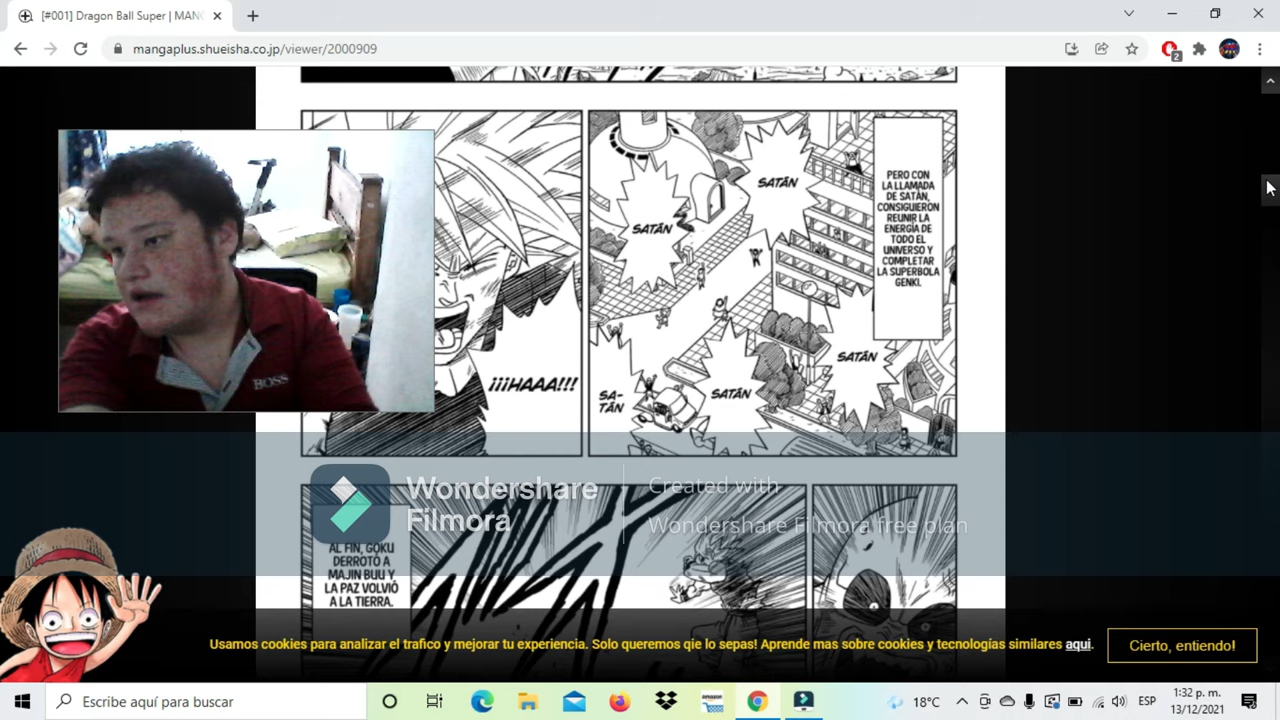 [#001] Dragon Ball Super | MANG
mangaplus.shueisha.co.jp/viewer/2000909
2
PERO CON
LA LLAMADA
DE SATÁN,
CONSIGUIERON
REUNIR LA
ENERGÍA DE
TODO EL
UNIVERSO Y
COMPLETAR
LA SUPERBOLA
GENKI.
SATÁN
SATÁN
SATÁN
SATÁN
SA-
TÁN
¡¡¡HAAA!!!
BOSS
Wondershare
Filmora
Created with
Wondershare Filmora free plan
AL FIN, GOKU
DERROTÓ A
MAJIN BUU Y
LA PAZ VOLVIÓ
A LA TIERRA.
Usamos cookies para analizar el trafico y mejorar tu experiencia. Solo queremos qie lo sepas! Aprende mas sobre cookies y tecnologías similares aqui.
Cierto, entiendo!
Escribe aquí para buscar
amazon
18°C
ESP
1:32 p. m.
13/12/2021